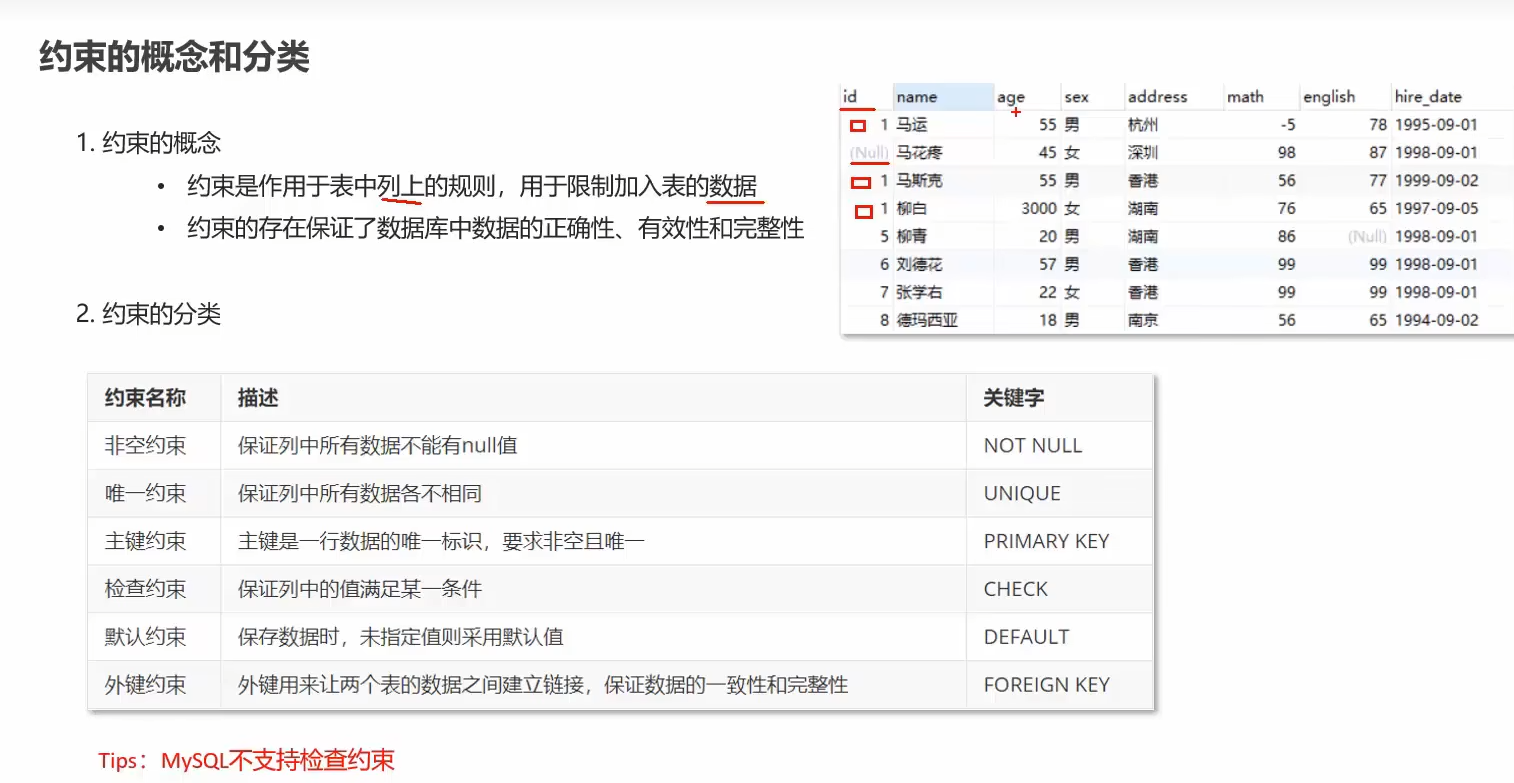 约束的概念和分类
1. 约束的概念
• 约束是作用于表中列上的规则，用于限制加入表的数据
• 约束的存在保证了数据库中数据的正确性、有效性和完整性
2. 约束的分类
id name age sex address math english hire_date
1 马运 55 男 杭州 -5 78 1995-09-01
(Null) 马花疼 45 女 深圳 98 87 1998-09-01
1 马斯克 55 男 香港 56 77 1999-09-02
1 柳白 3000 女 湖南 76 65 1997-09-05
5 柳青 20 男 湖南 86 (Null) 1998-09-01
6 刘德花 57 男 香港 99 99 1998-09-01
7 张学右 22 女 香港 99 99 1998-09-01
8 德玛西亚 18 男 南京 56 65 1994-09-02
约束名称 描述 关键字
非空约束 保证列中所有数据不能有null值 NOT NULL
唯一约束 保证列中所有数据各不相同 UNIQUE
主键约束 主键是一行数据的唯一标识，要求非空且唯一 PRIMARY KEY
检查约束 保证列中的值满足某一条件 CHECK
默认约束 保存数据时，未指定值则采用默认值 DEFAULT
外键约束 外键用来让两个表的数据之间建立链接，保证数据的一致性和完整性 FOREIGN KEY
Tips：MySQL不支持检查约束